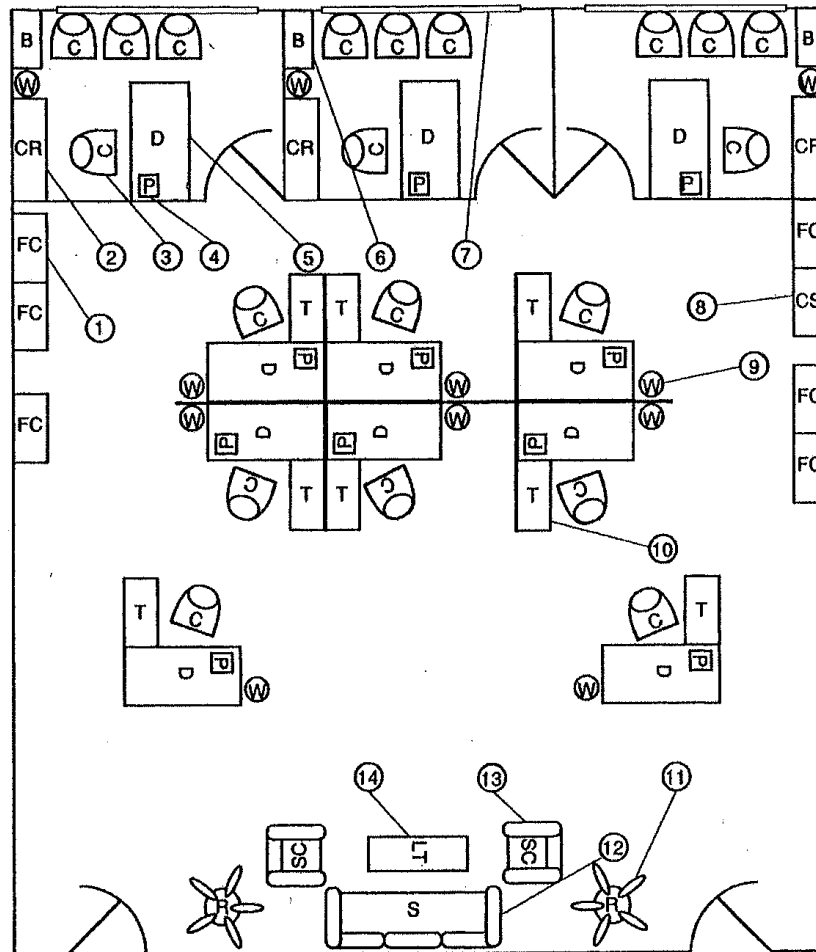 B C C C B C C C C C C B
W W W
D D D
CR C CR C C CR
P P P
FC FC
2 3 4 5 6 7
FC 1 8 CS
C T T C T C
P P P
D D D
W W W 9
FC FC
W W W
D D D
P P P
FC
C T T C T C
10
T C C T
P P
D D
W W
14 13 11
SC LT SC 12
R S R